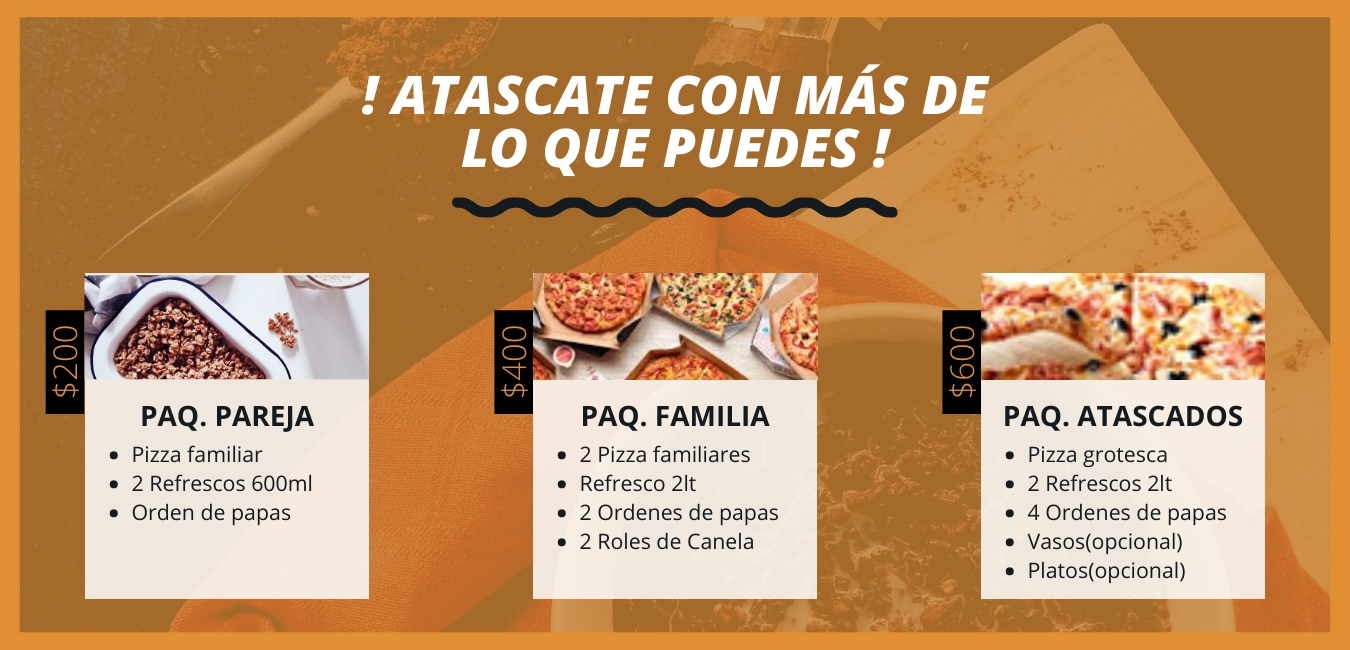 ! ATASCATE CON MÁS DE
LO QUE PUEDES !
$200
PAQ. PAREJA
• Pizza familiar
• 2 Refrescos 600ml
• Orden de papas
$400
PAQ. FAMILIA
• 2 Pizza familiares
• Refresco 2lt
• 2 Ordenes de papas
• 2 Roles de Canela
$600
PAQ. ATASCADOS
• Pizza grotesca
• 2 Refrescos 2lt
• 4 Ordenes de papas
• Vasos(opcional)
• Platos(opcional)